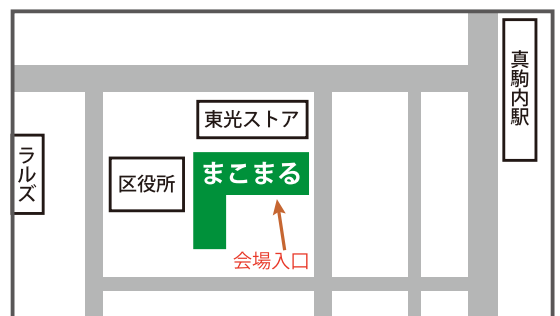 真駒内駅
東光ストア
まこまる
区役所
ラルズ
会場入口